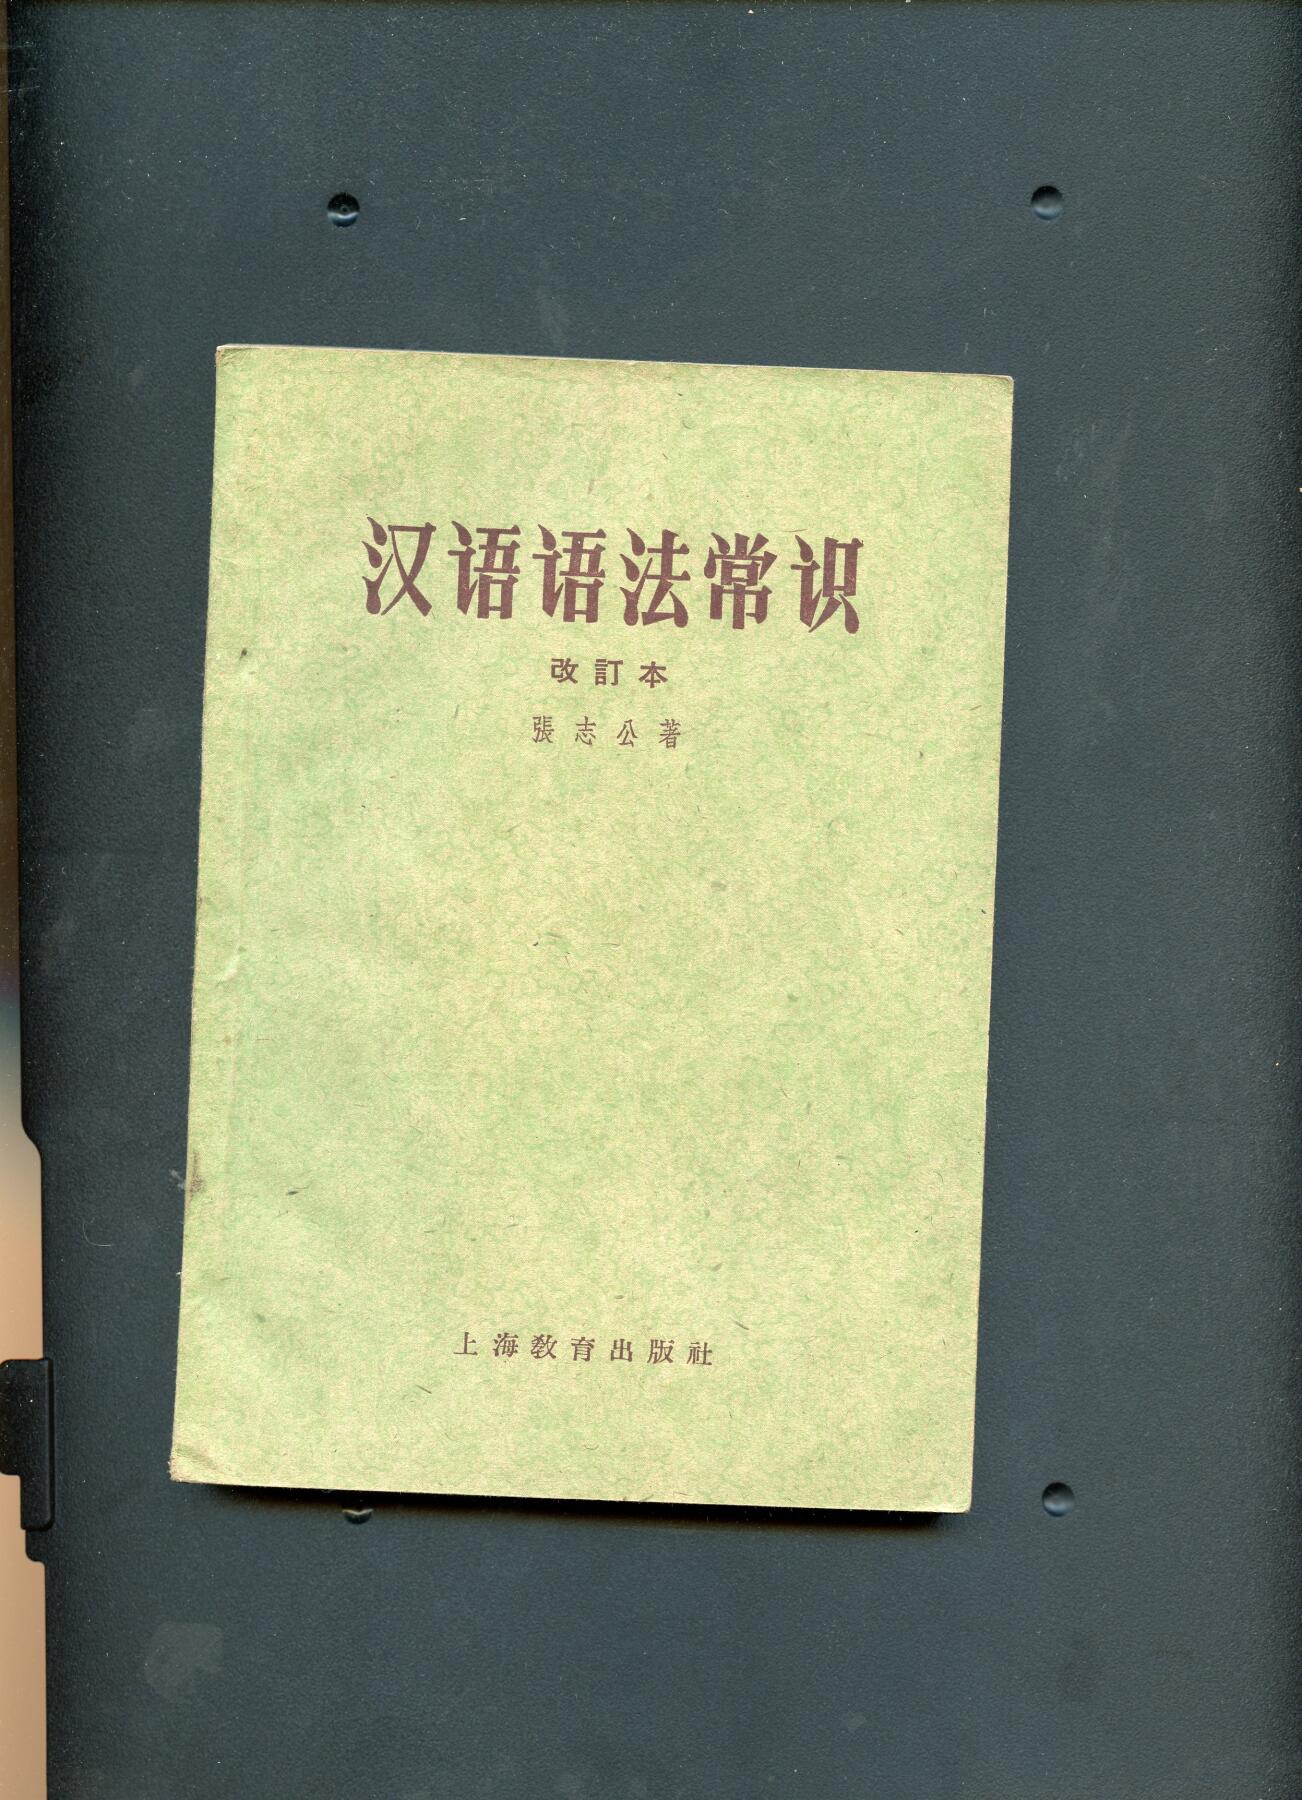 汉语语法常识
改訂本
張志公著
上海教育出版社